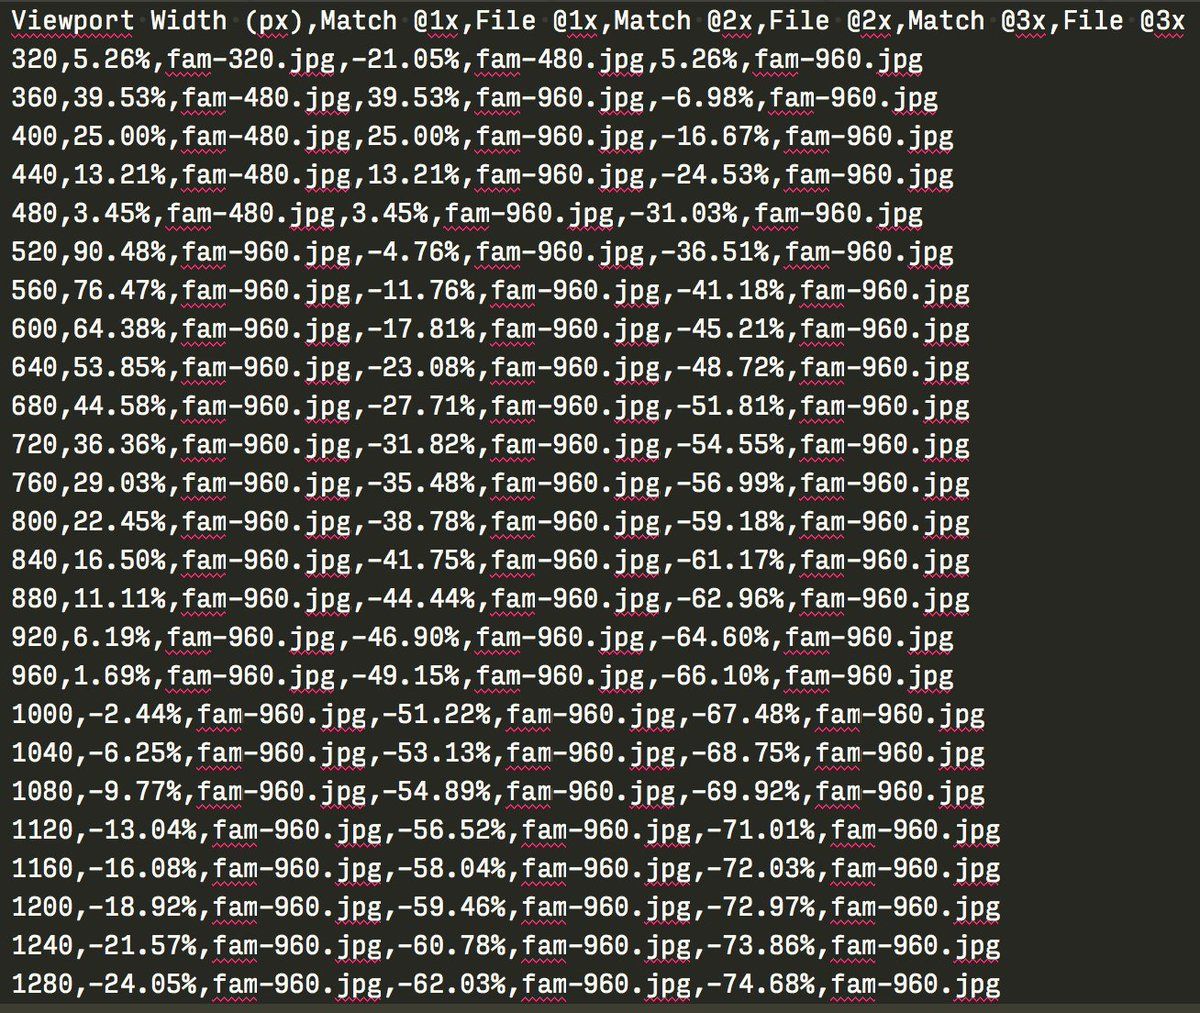 Viewport Width (px),Match @1x,File @1x,Match @2x,File @2x,Match @3x,File @3x
320,5.26%,fam-320.jpg,-21.05%,fam-480.jpg,5.26%,fam-960.jpg
360,39.53%,fam-480.jpg,39.53%,fam-960.jpg,-6.98%,fam-960.jpg
400,25.00%,fam-480.jpg,25.00%,fam-960.jpg,-16.67%,fam-960.jpg
440,13.21%,fam-480.jpg,13.21%,fam-960.jpg,-24.53%,fam-960.jpg
480,3.45%,fam-480.jpg,3.45%,fam-960.jpg,-31.03%,fam-960.jpg
520,90.48%,fam-960.jpg,-4.76%,fam-960.jpg,-36.51%,fam-960.jpg
560,76.47%,fam-960.jpg,-11.76%,fam-960.jpg,-41.18%,fam-960.jpg
600,64.38%,fam-960.jpg,-17.81%,fam-960.jpg,-45.21%,fam-960.jpg
640,53.85%,fam-960.jpg,-23.08%,fam-960.jpg,-48.72%,fam-960.jpg
680,44.58%,fam-960.jpg,-27.71%,fam-960.jpg,-51.81%,fam-960.jpg
720,36.36%,fam-960.jpg,-31.82%,fam-960.jpg,-54.55%,fam-960.jpg
760,29.03%,fam-960.jpg,-35.48%,fam-960.jpg,-56.99%,fam-960.jpg
800,22.45%,fam-960.jpg,-38.78%,fam-960.jpg,-59.18%,fam-960.jpg
840,16.50%,fam-960.jpg,-41.75%,fam-960.jpg,-61.17%,fam-960.jpg
880,11.11%,fam-960.jpg,-44.44%,fam-960.jpg,-62.96%,fam-960.jpg
920,6.19%,fam-960.jpg,-46.90%,fam-960.jpg,-64.60%,fam-960.jpg
960,1.69%,fam-960.jpg,-49.15%,fam-960.jpg,-66.10%,fam-960.jpg
1000,-2.44%,fam-960.jpg,-51.22%,fam-960.jpg,-67.48%,fam-960.jpg
1040,-6.25%,fam-960.jpg,-53.13%,fam-960.jpg,-68.75%,fam-960.jpg
1080,-9.77%,fam-960.jpg,-54.89%,fam-960.jpg,-69.92%,fam-960.jpg
1120,-13.04%,fam-960.jpg,-56.52%,fam-960.jpg,-71.01%,fam-960.jpg
1160,-16.08%,fam-960.jpg,-58.04%,fam-960.jpg,-72.03%,fam-960.jpg
1200,-18.92%,fam-960.jpg,-59.46%,fam-960.jpg,-72.97%,fam-960.jpg
1240,-21.57%,fam-960.jpg,-60.78%,fam-960.jpg,-73.86%,fam-960.jpg
1280,-24.05%,fam-960.jpg,-62.03%,fam-960.jpg,-74.68%,fam-960.jpg